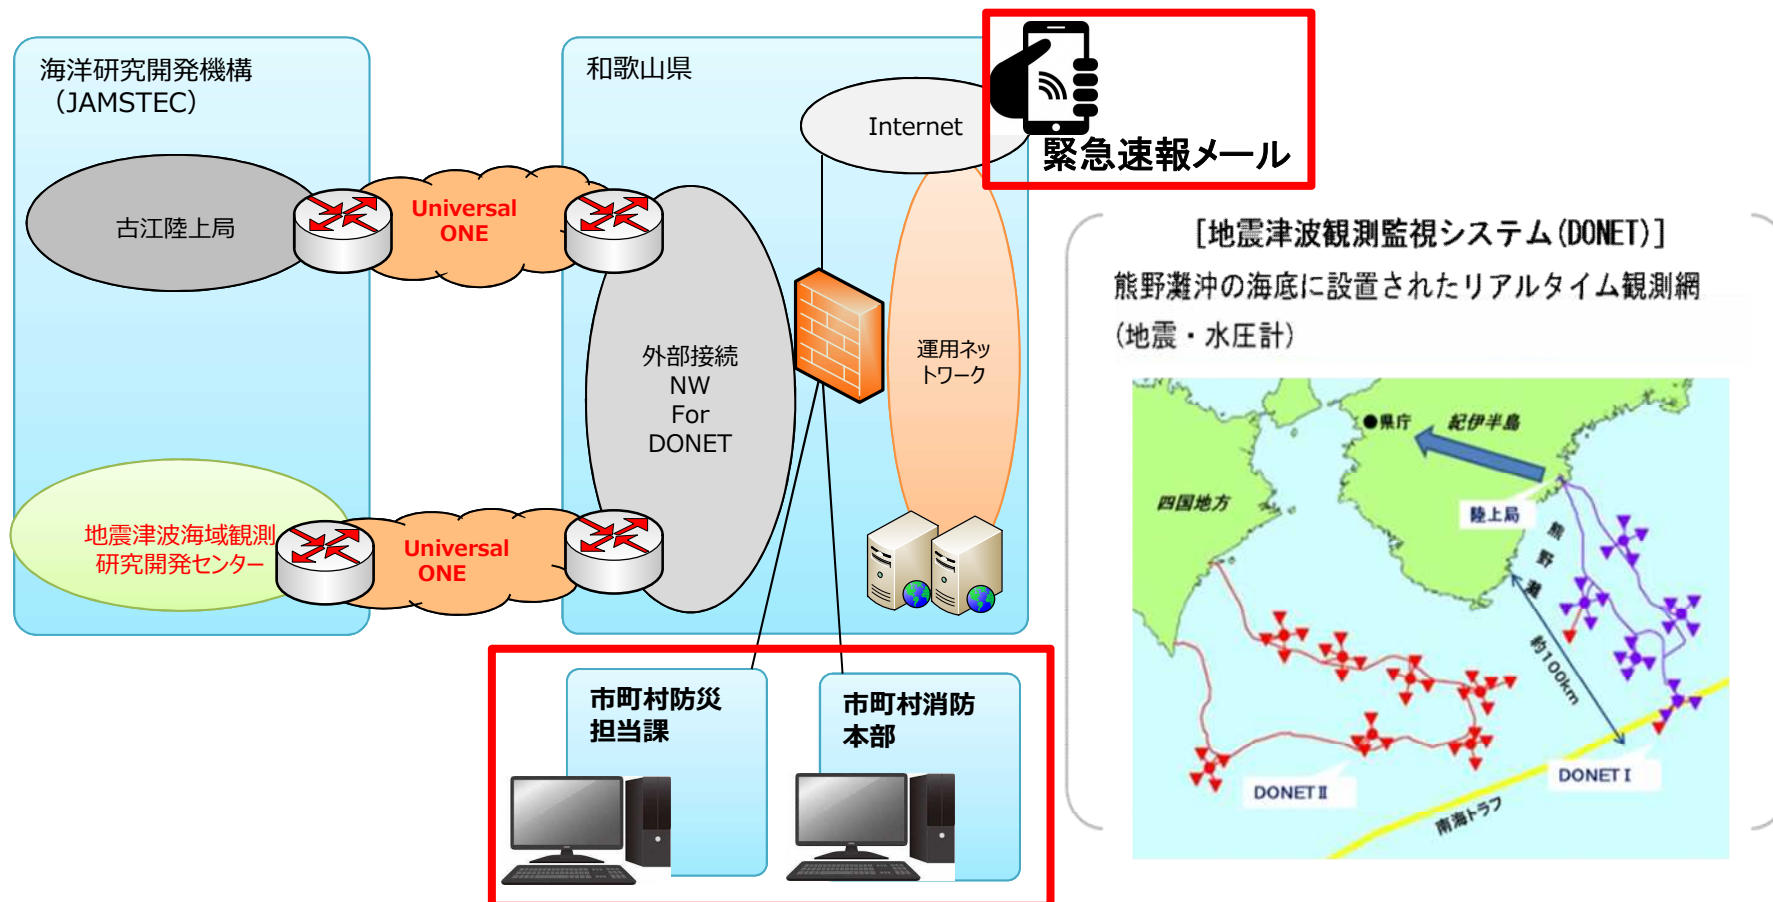 海洋研究開発機構
（JAMSTEC）
古江陸上局
Universal
ONE
地震津波海域観測
研究開発センター
Universal
ONE
和歌山県
Internet
外部接続
NW
For
DONET
運用ネッ
トワーク
緊急速報メール
市町村防災
担当課
市町村消防
本部
[地震津波観測監視システム(DONET)]
熊野灘沖の海底に設置されたリアルタイム観測網
(地震・水圧計)
●県庁
紀伊半島
四国地方
陸上局
熊野灘
約100km
DONETⅠ
DONETⅡ
南海トラフ